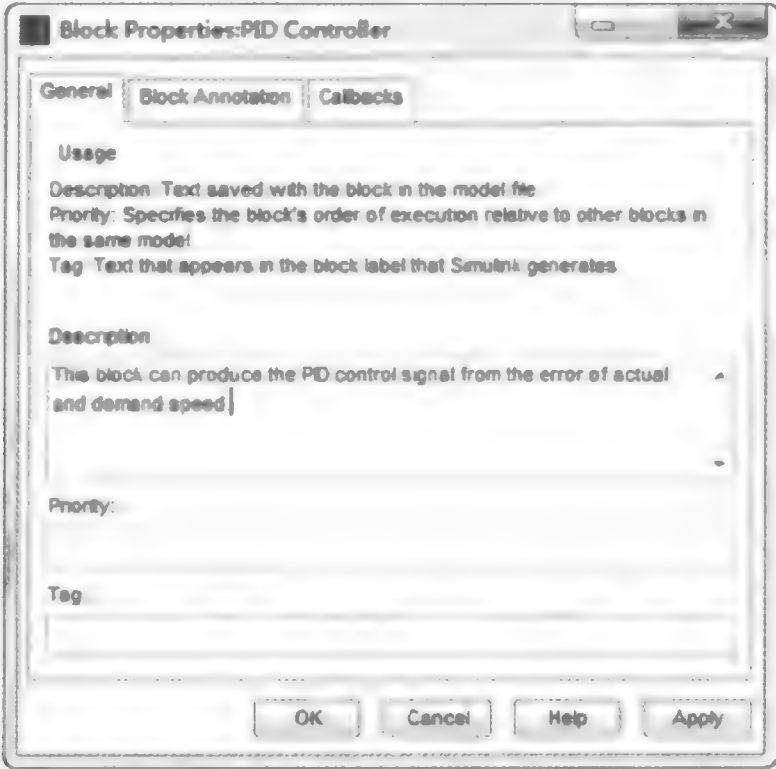 Block Properties:PID Controller
General Block Annotation Callbacks
Usage
Description: Text saved with the block in the model file.
Priority: Specifies the block's order of execution relative to other blocks in
the same model.
Tag: Text that appears in the block label that Simulink generates.
Description
This block can produce the PID control signal from the error of actual
and demand speed.
Priority:
Tag
OK Cancel Help Apply